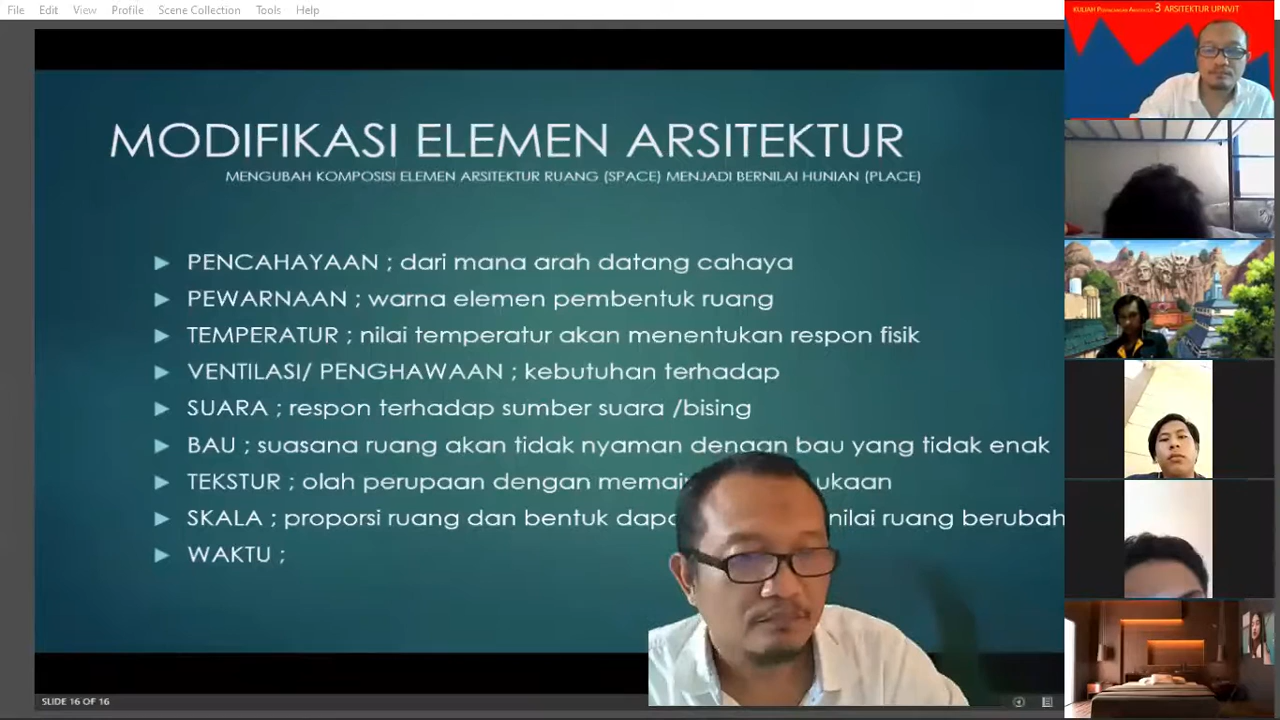 File Edit View Profile Scene Collection Tools Help
KULIAH PERANCANGAN ARSITEKTUR 3 ARSITEKTUR UPNVJT
MODIFIKASI ELEMEN ARSITEKTUR
MENGUBAH KOMPOSISI ELEMEN ARSITEKTUR RUANG (SPACE) MENJADI BERNILAI HUNIAN (PLACE)
► PENCAHAYAAN ; dari mana arah datang cahaya
► PEWARNAAN ; warna elemen pembentuk ruang
► TEMPERATUR ; nilai temperatur akan menentukan respon fisik
► VENTILASI/ PENGHAWAAN ; kebutuhan terhadap
► SUARA ; respon terhadap sumber suara /bising
► BAU ; suasana ruang akan tidak nyaman dengan bau yang tidak enak
► TEKSTUR ; olah perupaan dengan
► SKALA ; proporsi ruang dan bentuk nilai ruang berubah
► WAKTU ;
SLIDE 16 OF 16